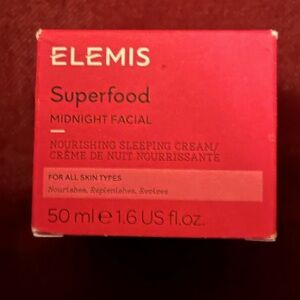 ELEMIS
Superfood
MIDNIGHT FACIAL
NOURISHING SLEEPING CREAM/
CRÈME DE NUIT NOURRISSANTE
FOR ALL SKIN TYPES
Nourishes, Replenishes, Revives
50 ml e 1.6 US fl.oz.